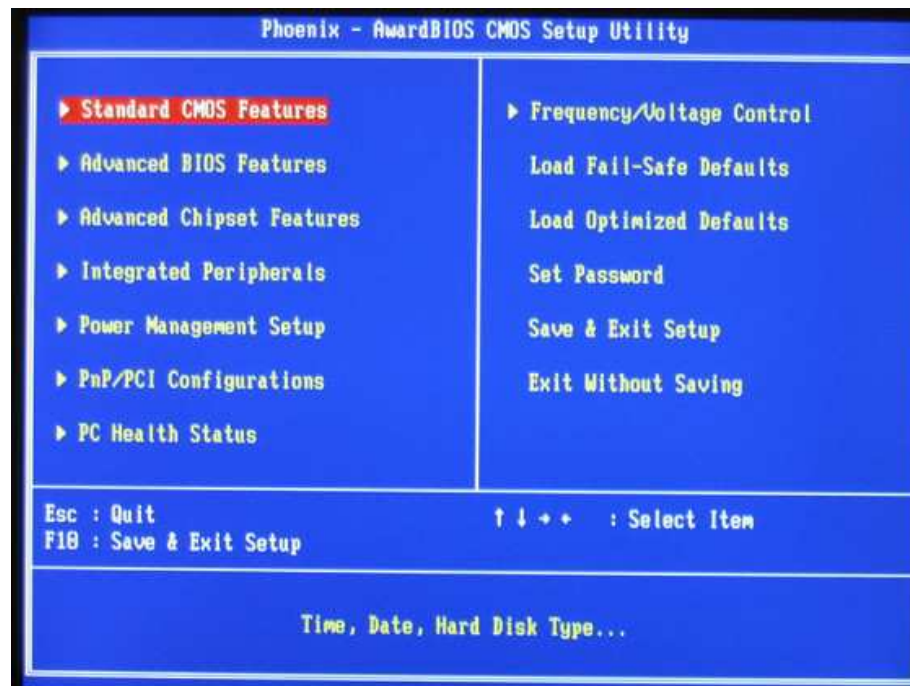 Phoenix - AwardBIOS CMOS Setup Utility
▶ Standard CMOS Features
▶ Advanced BIOS Features
▶ Advanced Chipset Features
▶ Integrated Peripherals
▶ Power Management Setup
▶ PnP/PCI Configurations
▶ PC Health Status
▶ Frequency/Voltage Control
Load Fail-Safe Defaults
Load Optimized Defaults
Set Password
Save & Exit Setup
Exit Without Saving
Esc : Quit
F10 : Save & Exit Setup
↑ ↓ → ← : Select Item
Time, Date, Hard Disk Type...